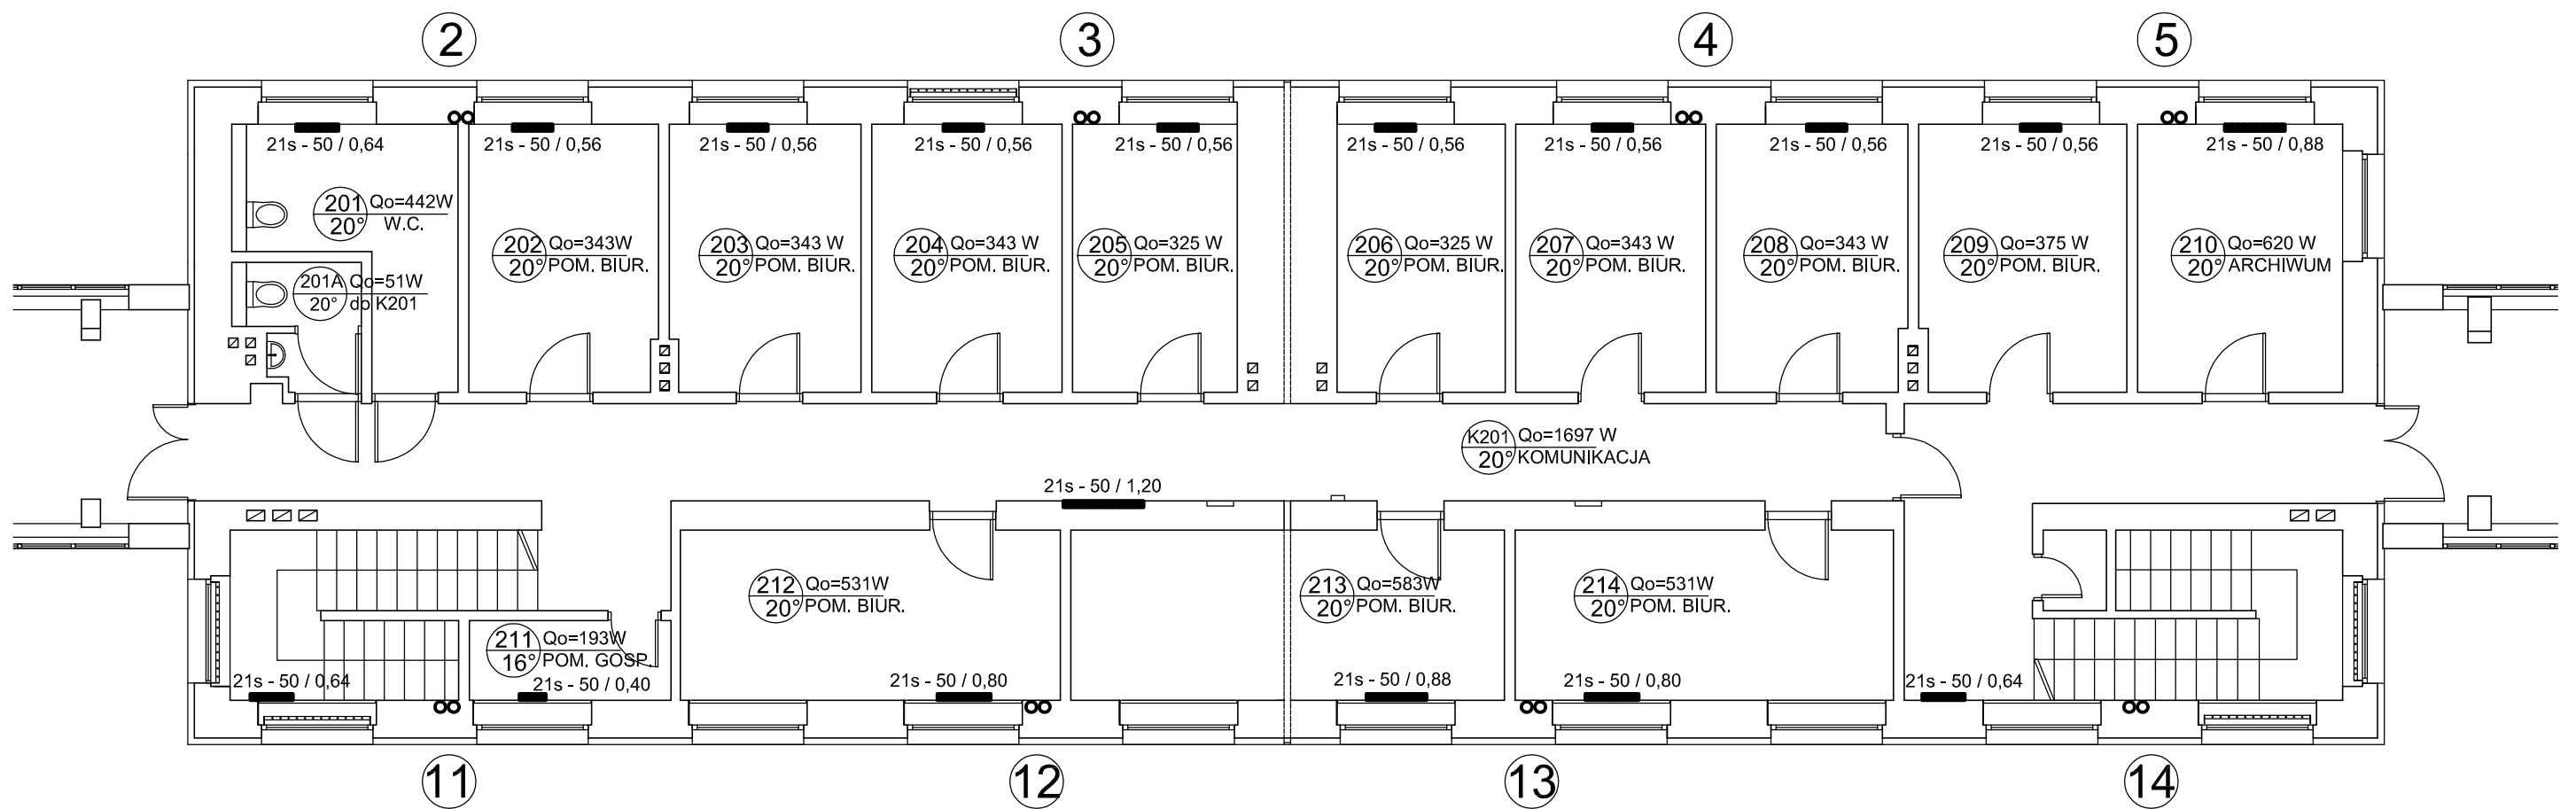 2
3
4
5
21s - 50 / 0,64
21s - 50 / 0,56
21s - 50 / 0,56
21s - 50 / 0,56
21s - 50 / 0,56
21s - 50 / 0,56
21s - 50 / 0,56
21s - 50 / 0,56
21s - 50 / 0,56
21s - 50 / 0,88
201 Qo=442W
20° W.C.
202 Qo=343W
20° POM. BIUR.
203 Qo=343 W
20° POM. BIUR.
204 Qo=343 W
20° POM. BIUR.
205 Qo=325 W
20° POM. BIUR.
206 Qo=325 W
20° POM. BIUR.
207 Qo=343 W
20° POM. BIUR.
208 Qo=343 W
20° POM. BIUR.
209 Qo=375 W
20° POM. BIUR.
210 Qo=620 W
20° ARCHIWUM
201A Qo=51W
20° do K201
K201 Qo=1697 W
20° KOMUNIKACJA
21s - 50 / 1,20
212 Qo=531W
20° POM. BIUR.
213 Qo=583W
20° POM. BIUR.
214 Qo=531W
20° POM. BIUR.
211 Qo=193W
16° POM. GOSP.
21s - 50 / 0,64
21s - 50 / 0,40
21s - 50 / 0,80
21s - 50 / 0,88
21s - 50 / 0,80
21s - 50 / 0,64
11
12
13
14